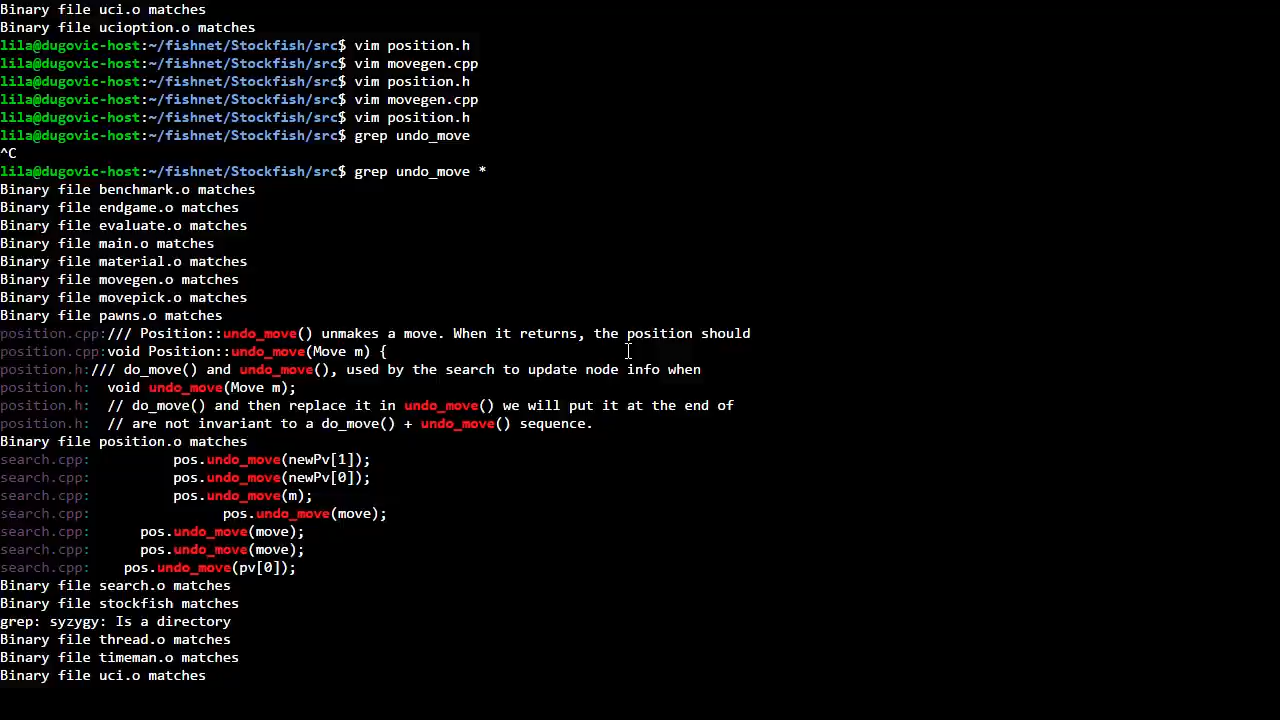 Binary file uci.o matches
Binary file ucioption.o matches
lila@dugovic-host:~/fishnet/Stockfish/src$ vim position.h
lila@dugovic-host:~/fishnet/Stockfish/src$ vim movegen.cpp
lila@dugovic-host:~/fishnet/Stockfish/src$ vim position.h
lila@dugovic-host:~/fishnet/Stockfish/src$ vim movegen.cpp
lila@dugovic-host:~/fishnet/Stockfish/src$ vim position.h
lila@dugovic-host:~/fishnet/Stockfish/src$ grep undo_move
^C
lila@dugovic-host:~/fishnet/Stockfish/src$ grep undo_move *
Binary file benchmark.o matches
Binary file endgame.o matches
Binary file evaluate.o matches
Binary file main.o matches
Binary file material.o matches
Binary file movegen.o matches
Binary file movepick.o matches
Binary file pawns.o matches
position.cpp:/// Position::undo_move() unmakes a move. When it returns, the position should
position.cpp:void Position::undo_move(Move m) {
position.h:/// do_move() and undo_move(), used by the search to update node info when
position.h:  void undo_move(Move m);
position.h:  // do_move() and then replace it in undo_move() we will put it at the end of
position.h:  // are not invariant to a do_move() + undo_move() sequence.
Binary file position.o matches
search.cpp:          pos.undo_move(newPv[1]);
search.cpp:          pos.undo_move(newPv[0]);
search.cpp:          pos.undo_move(m);
search.cpp:                pos.undo_move(move);
search.cpp:      pos.undo_move(move);
search.cpp:      pos.undo_move(move);
search.cpp:    pos.undo_move(pv[0]);
Binary file search.o matches
Binary file stockfish matches
grep: syzygy: Is a directory
Binary file thread.o matches
Binary file timeman.o matches
Binary file uci.o matches